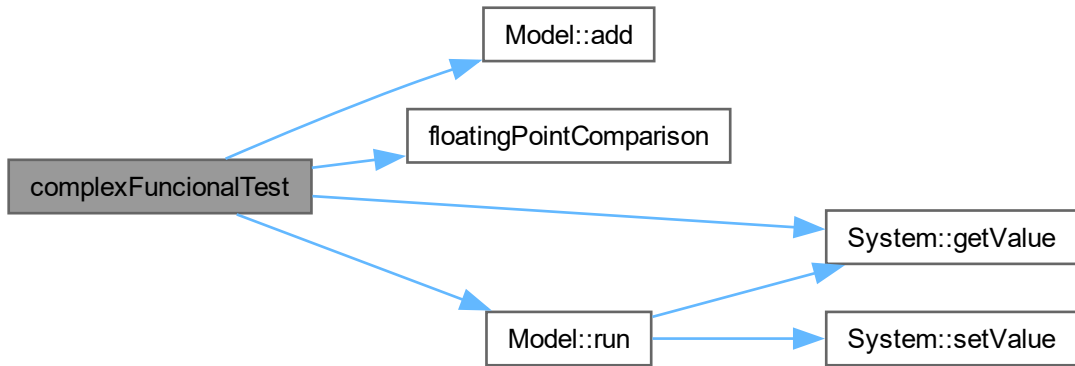 Model::add
floatingPointComparison
complexFuncionalTest
System::getValue
Model::run
System::setValue